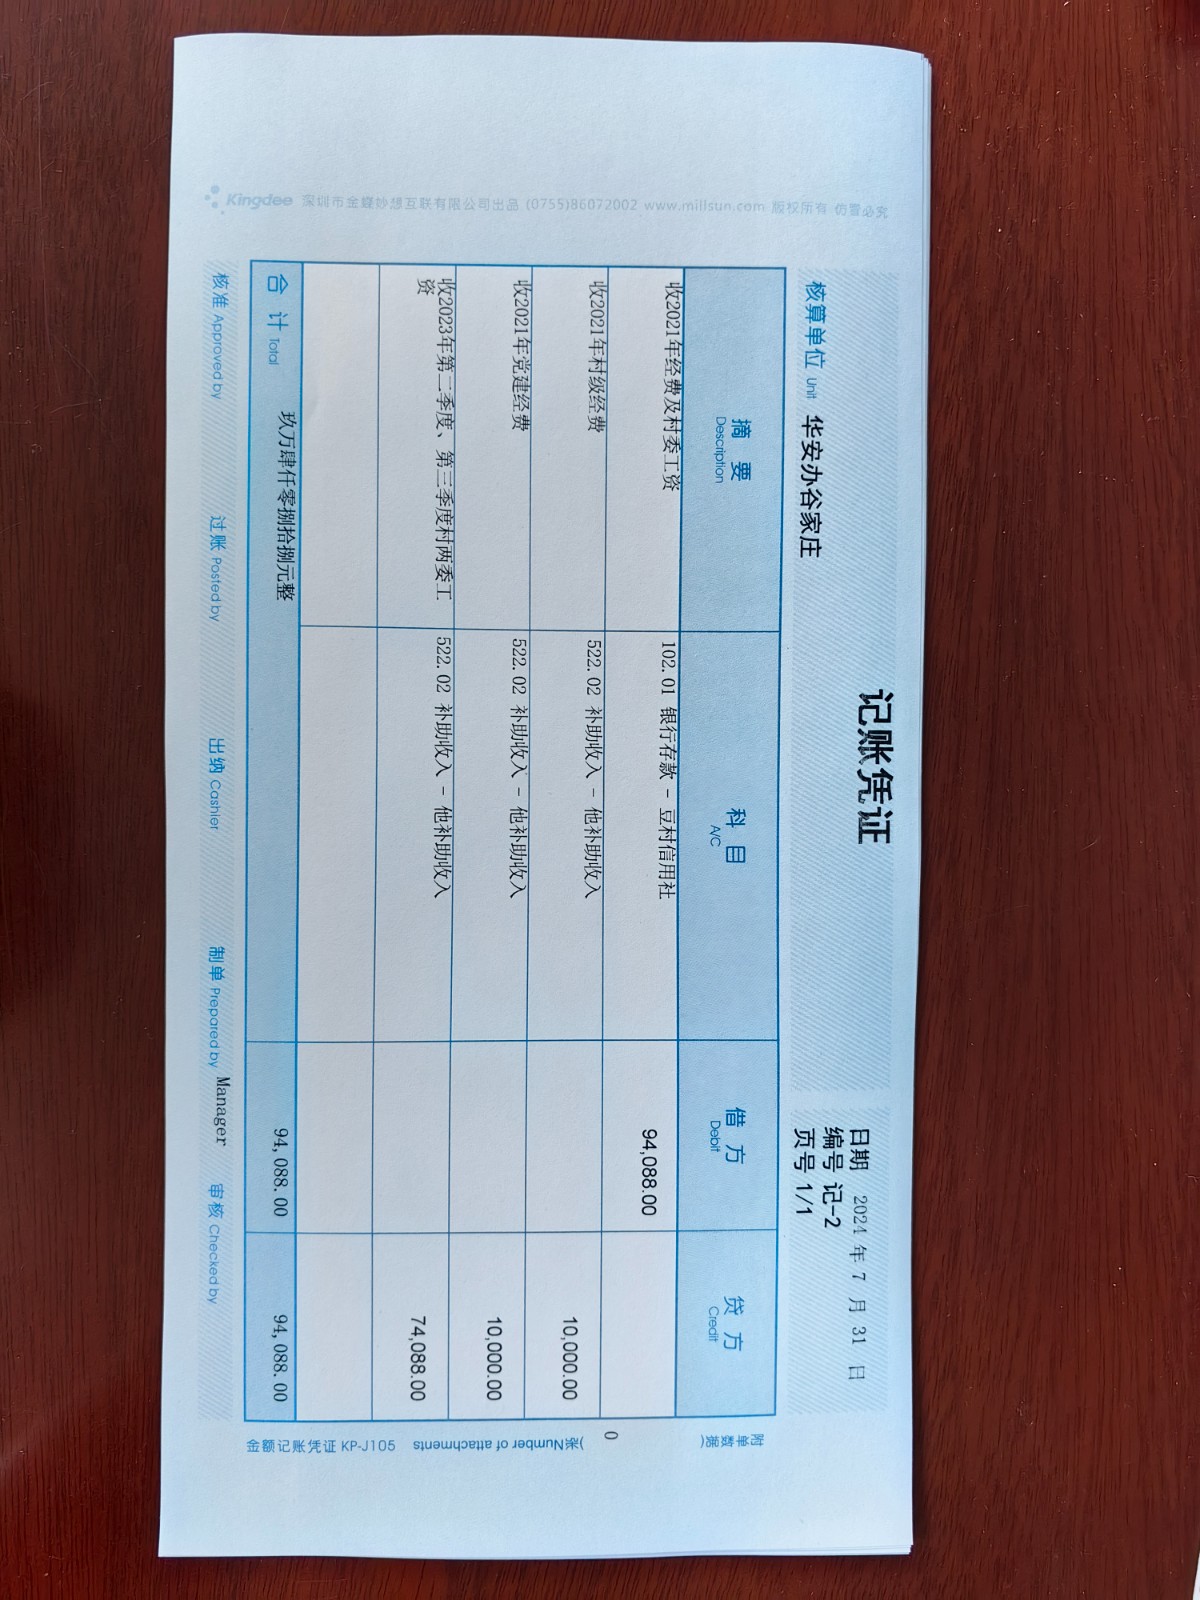 记账凭证
核算单位 Unit 华安办谷家庄
日期 2024 年 7 月 31 日
编号 记-2
页号 1/1
摘 要 科 目 借 方 贷 方
Description A/C Debit Credit
收2021年经费及村委工资 102.01 银行存款 - 豆村信用社 94,088.00
收2021年村级经费 522.02 补助收入 - 他补助收入 10,000.00
收2021年党建经费 522.02 补助收入 - 他补助收入 10,000.00
收2023年第二季度、第三季度村两委工 522.02 补助收入 - 他补助收入 74,088.00
资
合 计 Total 玖万肆仟零捌拾捌元整 94,088.00 94,088.00
核准 Approved by 过账 Posted by 出纳 Cashier 制单 Prepared by Manager 审核 Checked by
附单数据(
0
)张Number of attachments
金额记账凭证 KP-J105
Kingdee 深圳市金蝶妙想互联有限公司出品 (0755)86072002 www.millsun.com 版权所有 仿冒必究